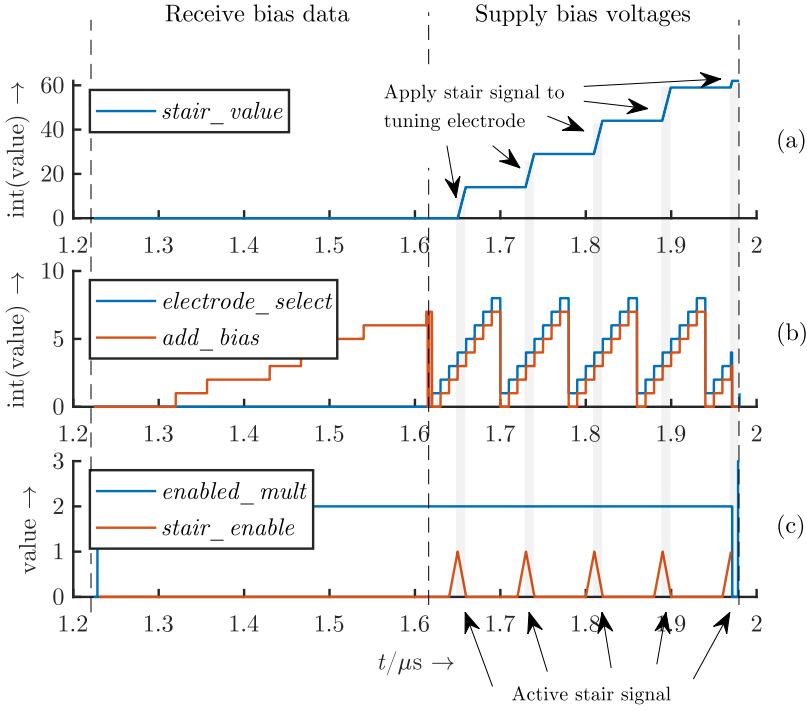 Receive bias data
Supply bias voltages
int(value) →
60
40
20
0
stair_value
Apply stair signal to
tuning electrode
(a)
1.2 1.3 1.4 1.5 1.6 1.7 1.8 1.9 2
int(value) →
10
5
0
electrode_select
add_bias
(b)
1.2 1.3 1.4 1.5 1.6 1.7 1.8 1.9 2
value →
3
2
1
0
enabled_mult
stair_enable
(c)
1.2 1.3 1.4 1.5 1.6 1.7 1.8 1.9 2
t/μs →
Active stair signal